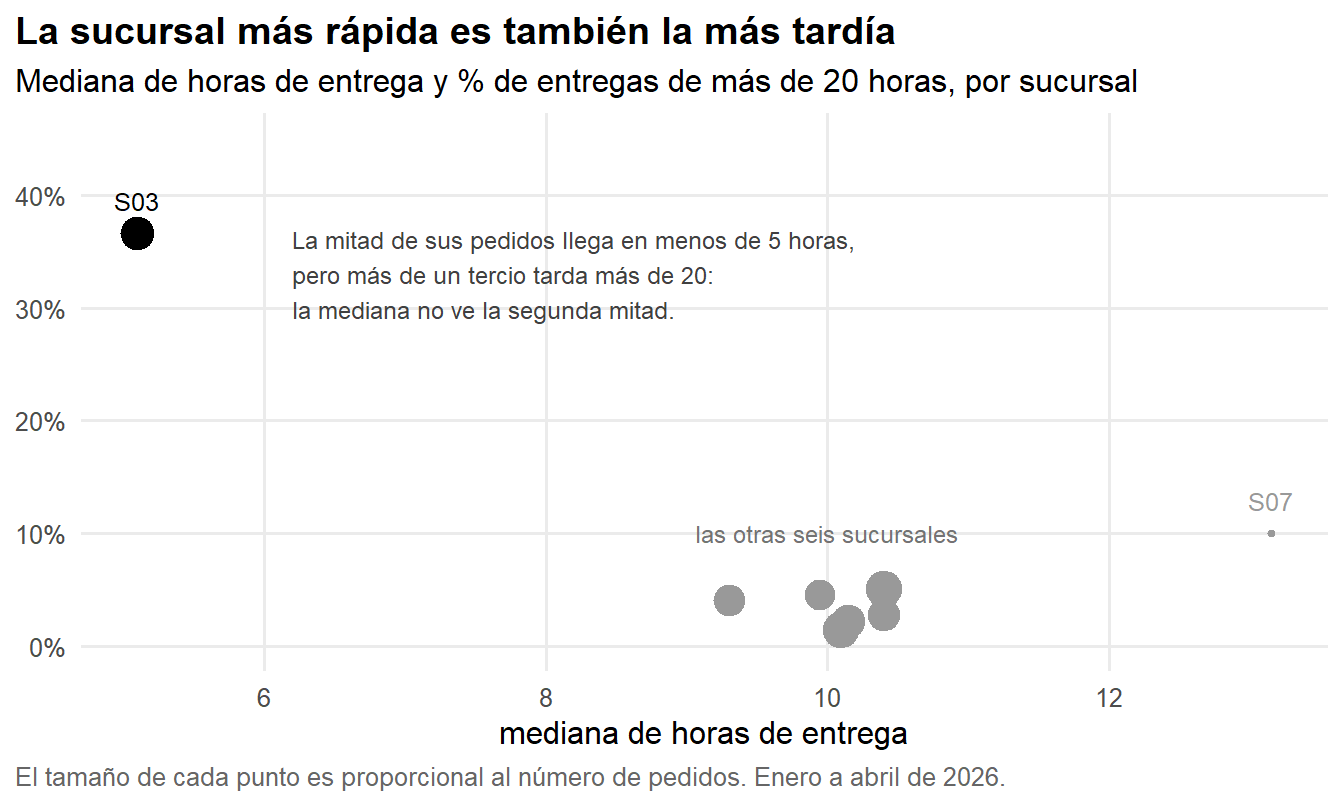 La sucursal más rápida es también la más tardía
Mediana de horas de entrega y % de entregas de más de 20 horas, por sucursal
40%
30%
20%
10%
0%
S03
La mitad de sus pedidos llega en menos de 5 horas,
pero más de un tercio tarda más de 20:
la mediana no ve la segunda mitad.
S07
las otras seis sucursales
6
8
10
12
mediana de horas de entrega
El tamaño de cada punto es proporcional al número de pedidos. Enero a abril de 2026.